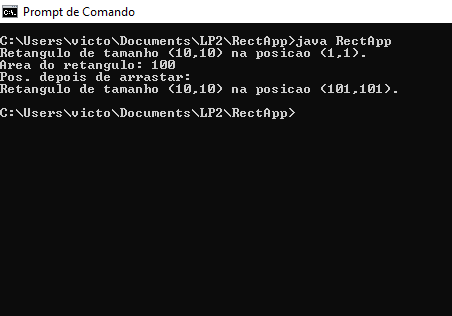 Prompt de Comando
C:\Users\victo\Documents\LP2\RectApp>java RectApp
Retangulo de tamanho (10,10) na posicao (1,1).
Area do retangulo: 100
Pos. depois de arrastar:
Retangulo de tamanho (10,10) na posicao (101,101).
C:\Users\victo\Documents\LP2\RectApp>